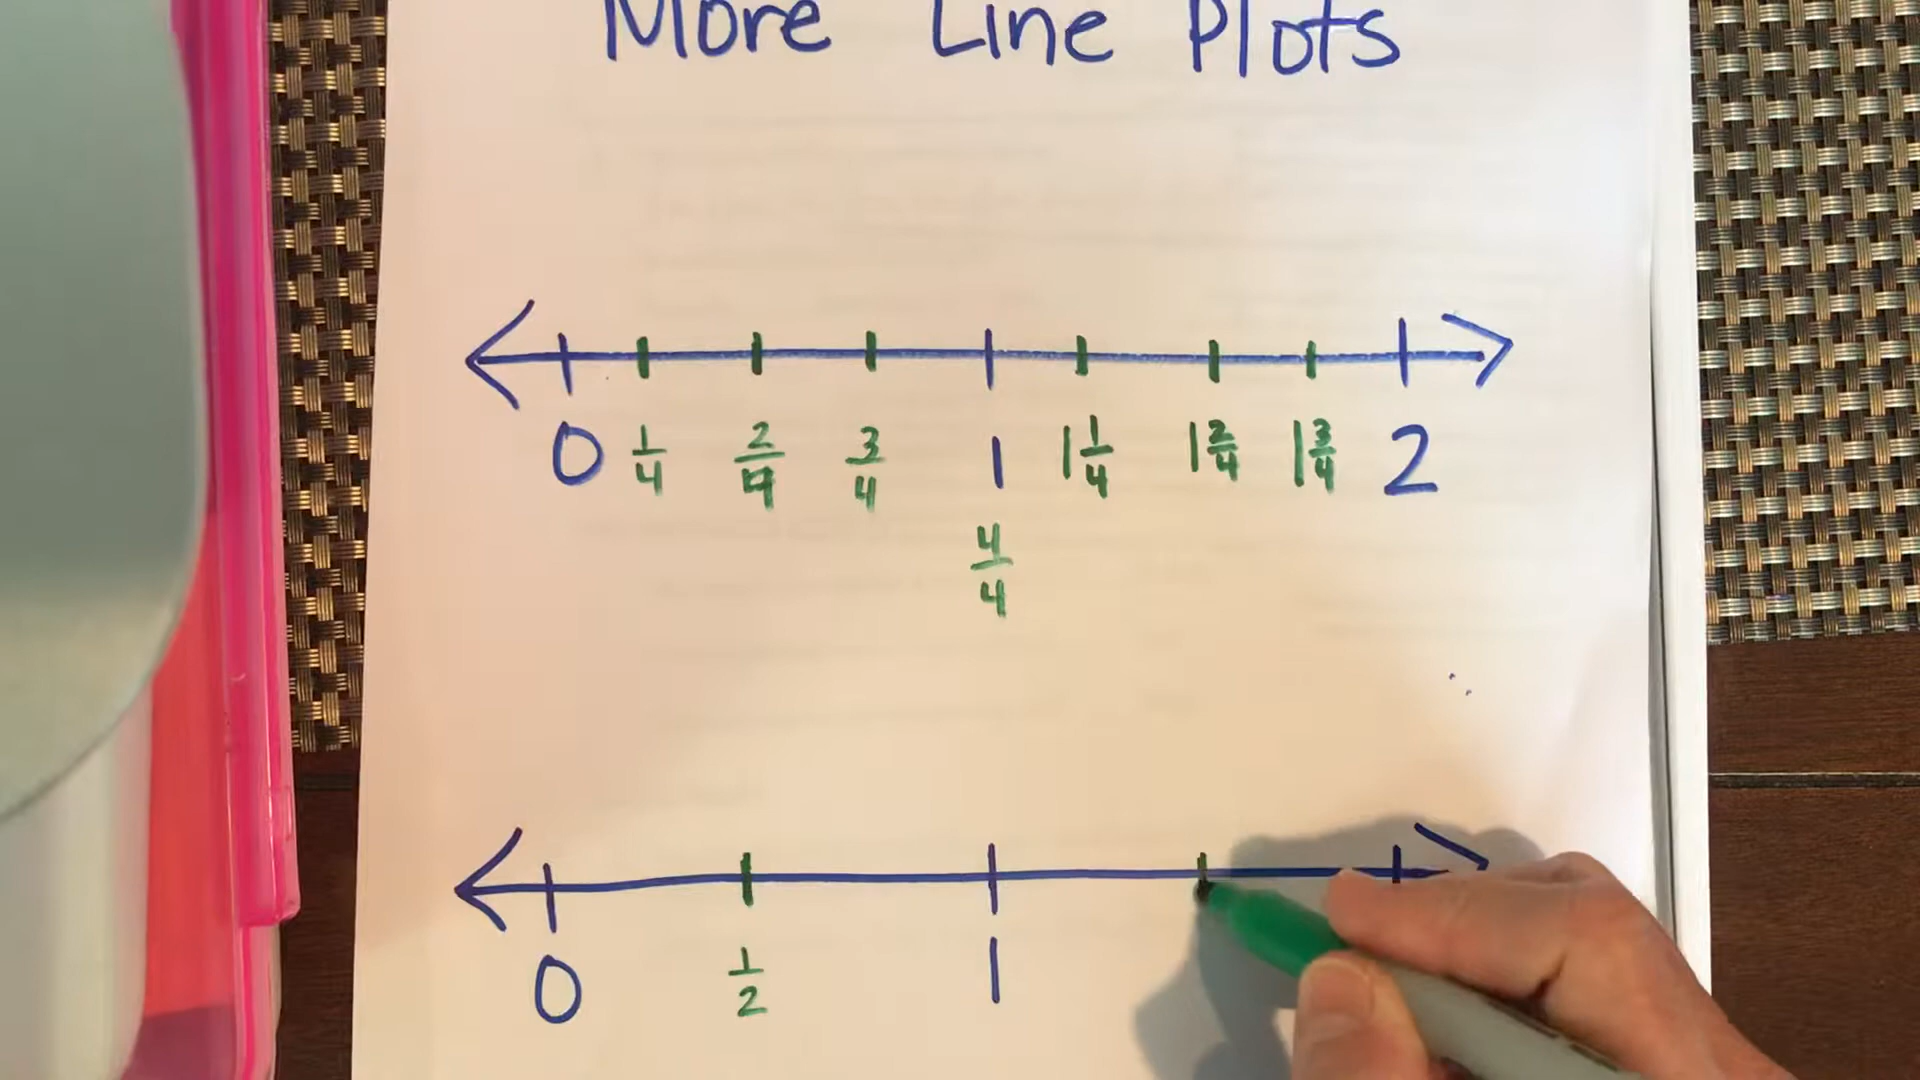 More Line Plots
0 1/4 2/4 3/4 1 1 1/4 1 2/4 1 3/4 2
4/4
0 1/2 1